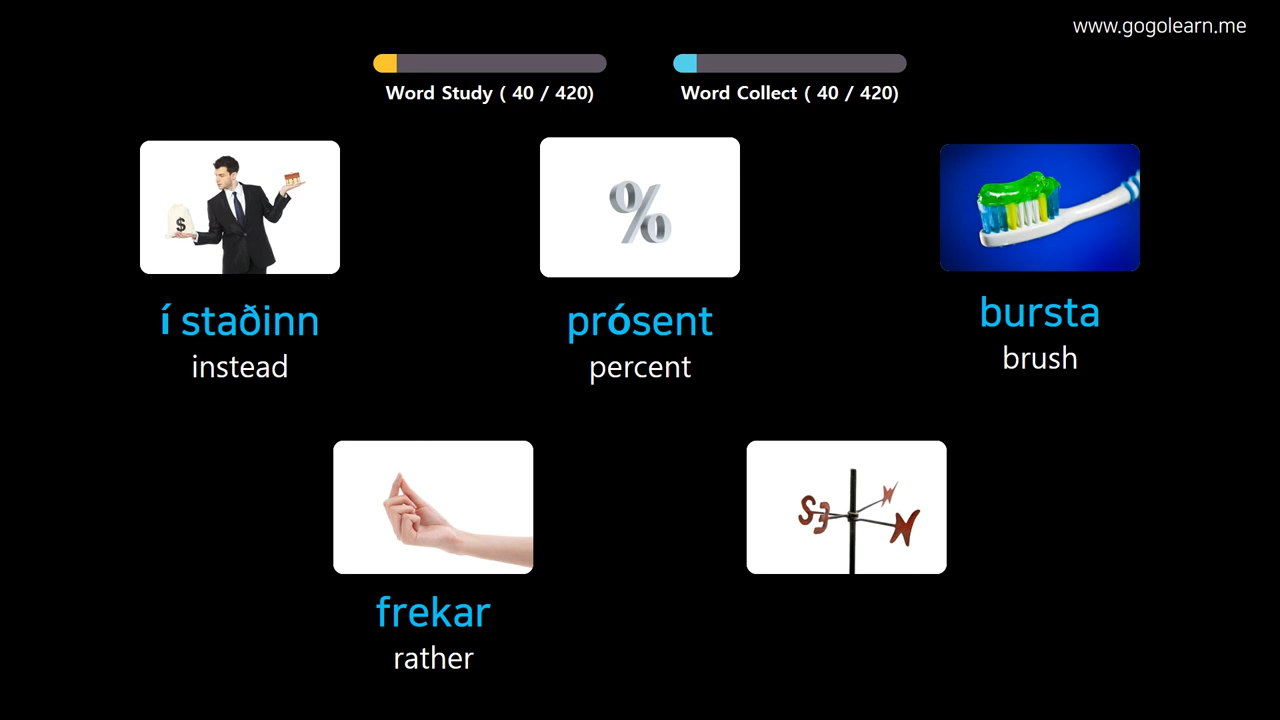 www.gogolearn.me
Word Study ( 40 / 420)
Word Collect ( 40 / 420)
$
%
í staðinn
instead
prósent
percent
bursta
brush
S E N W
frekar
rather